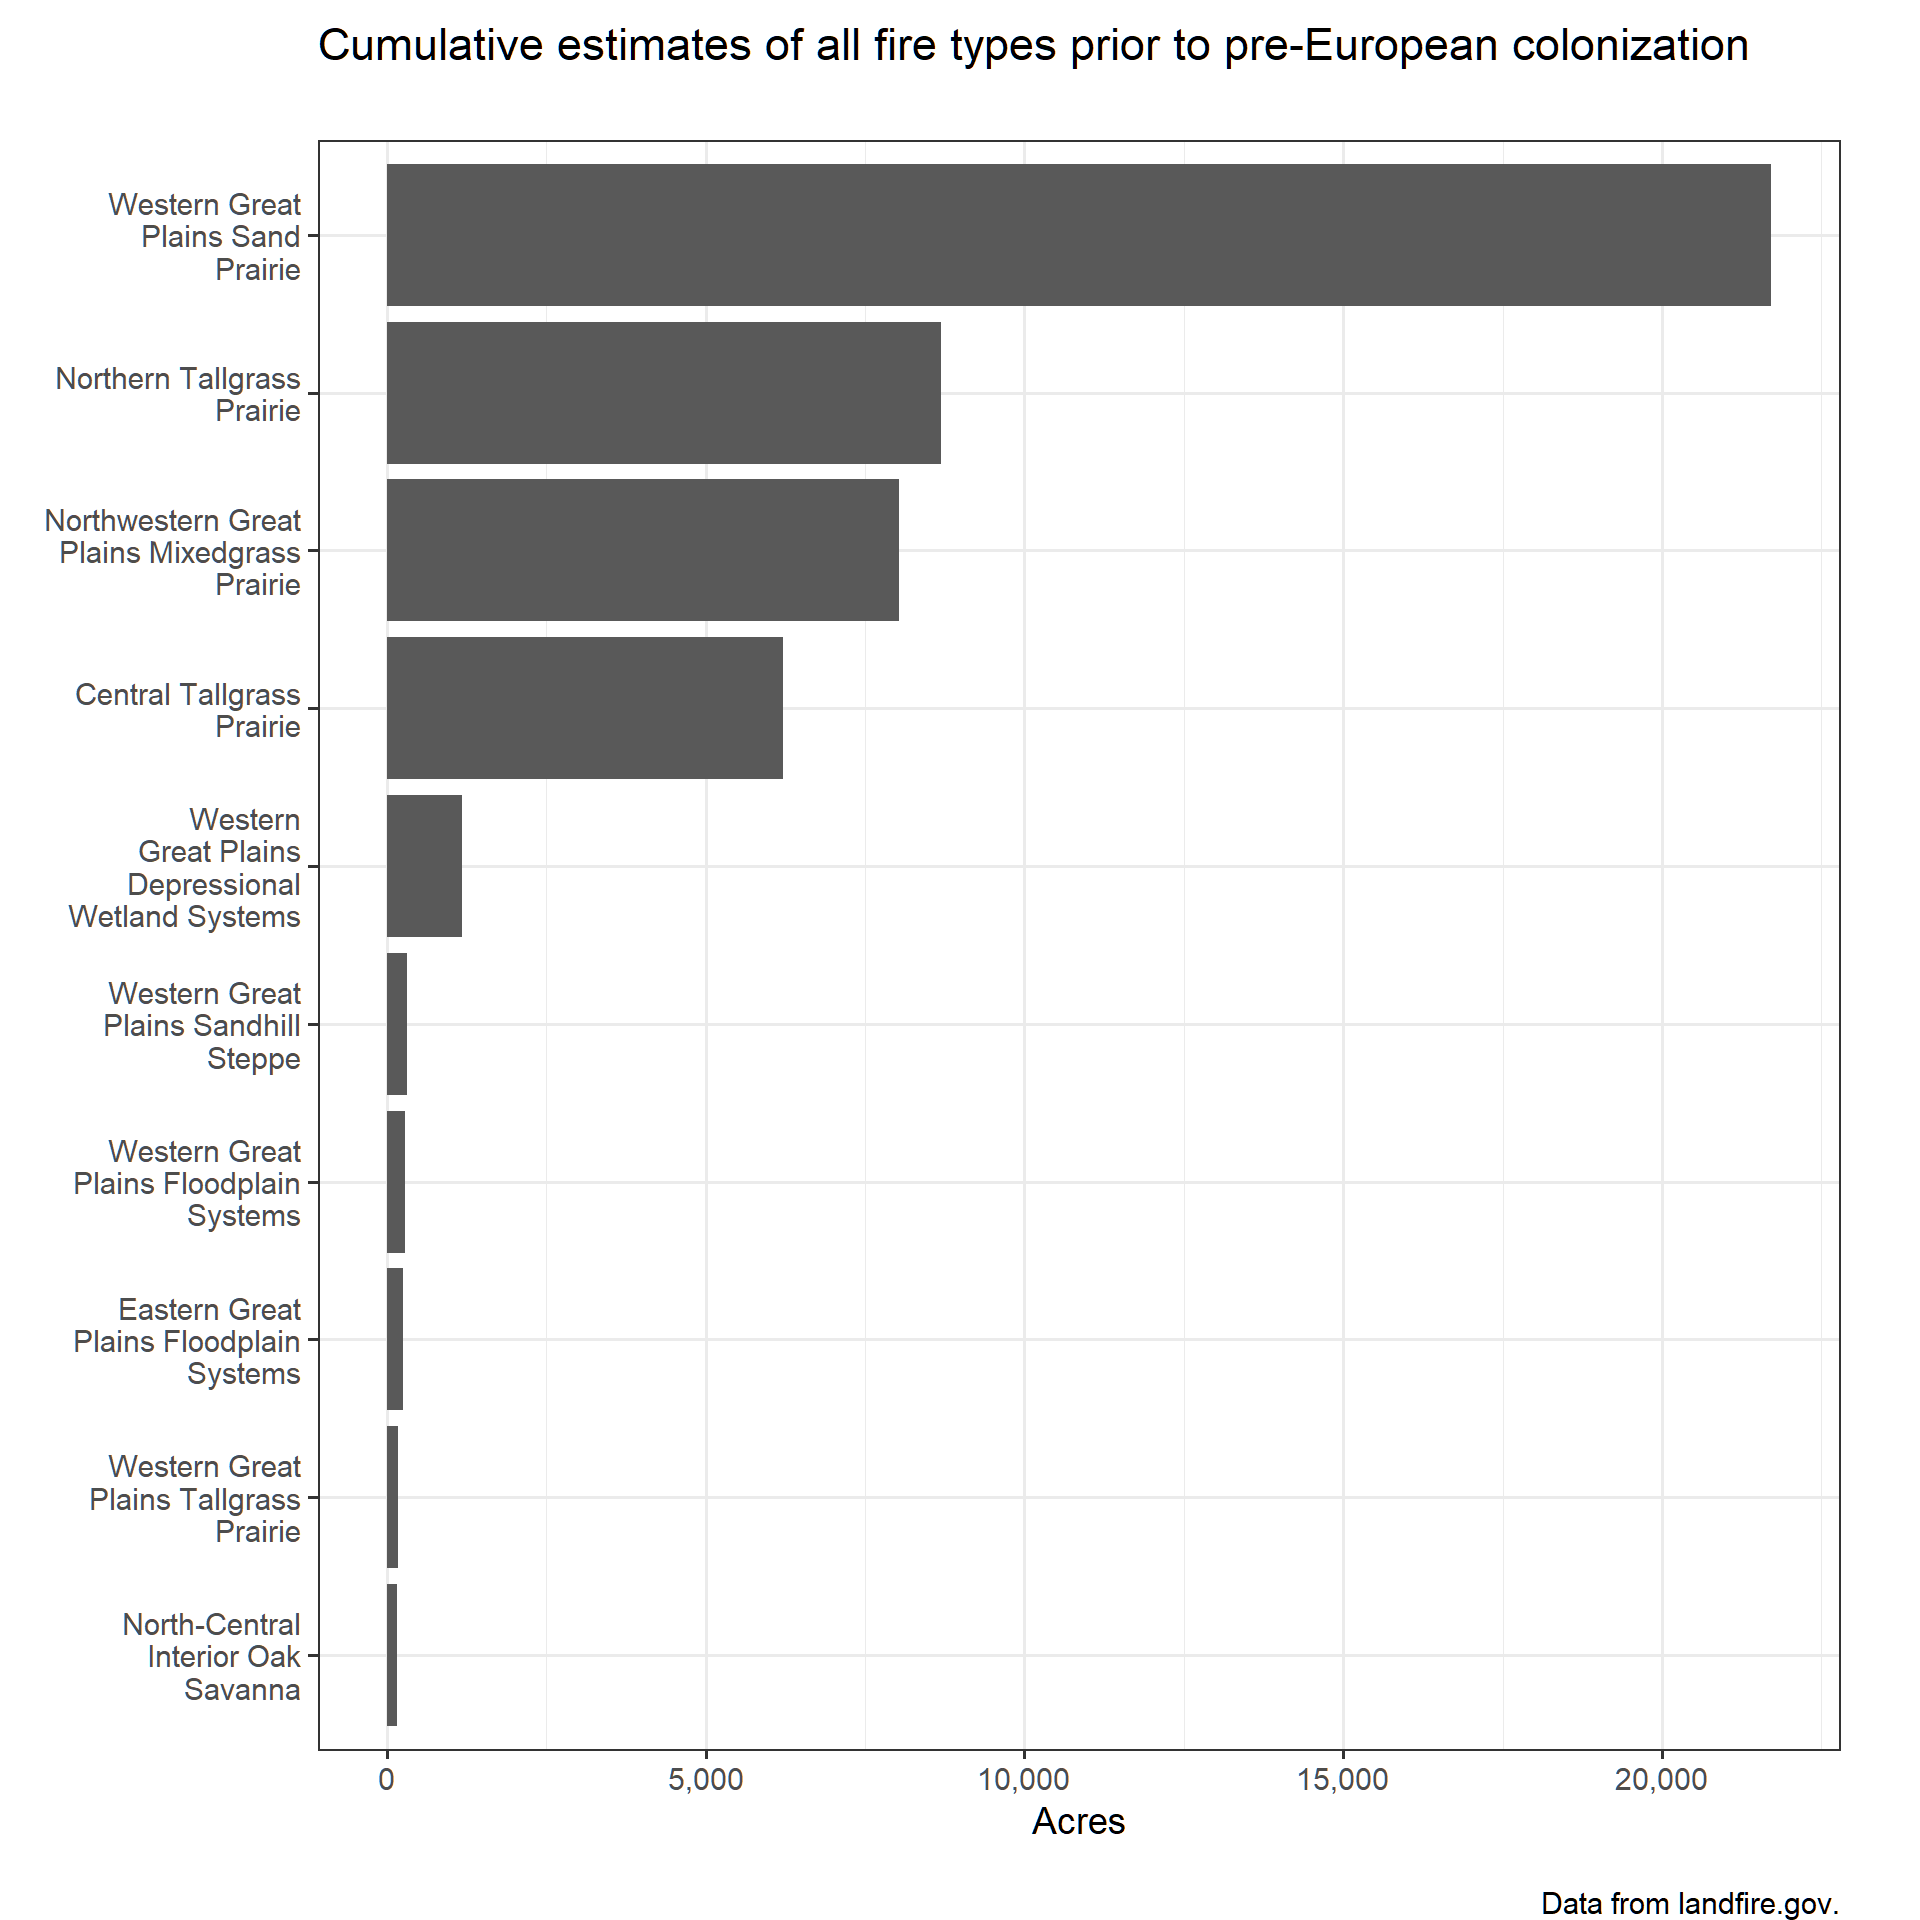 Cumulative estimates of all fire types prior to pre-European colonization
Western Great
Plains Sand
Prairie
Northern Tallgrass
Prairie
Northwestern Great
Plains Mixedgrass
Prairie
Central Tallgrass
Prairie
Western
Great Plains
Depressional
Wetland Systems
Western Great
Plains Sandhill
Steppe
Western Great
Plains Floodplain
Systems
Eastern Great
Plains Floodplain
Systems
Western Great
Plains Tallgrass
Prairie
North-Central
Interior Oak
Savanna
0 5,000 10,000 15,000 20,000
Acres
Data from landfire.gov.